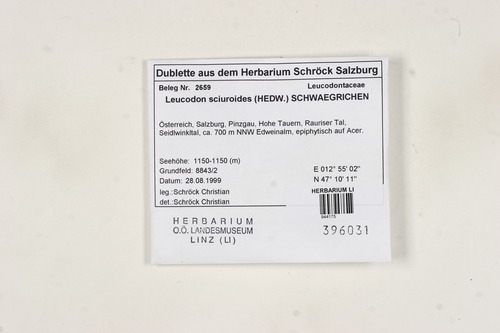 Dublette aus dem Herbarium Schröck Salzburg
Beleg Nr. 2659 Leucodontaceae
Leucodon sciuroides (HEDW.) SCHWAEGRICHEN
Österreich, Salzburg, Pinzgau, Hohe Tauern, Rauriser Tal,
Seidlwinkltal, ca. 700 m NNW Edweinalm, epiphytisch auf Acer.
Seehöhe: 1150-1150 (m)
Grundfeld: 8843/2 E 012° 55' 02"
Datum: 28.08.1999 N 47° 10' 11"
leg.:Schröck Christian HERBARIUM LI
det.:Schröck Christian
944175
HERBARIUM
O.Ö. LANDESMUSEUM
LINZ (LI)
396031